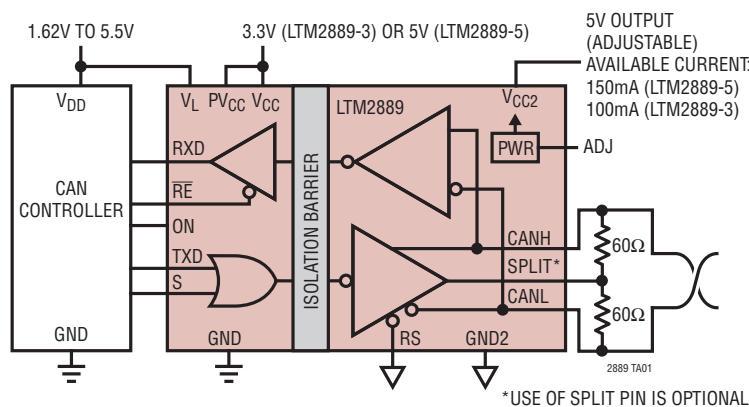 1.62V TO 5.5V
3.3V (LTM2889-3) OR 5V (LTM2889-5)
5V OUTPUT
(ADJUSTABLE)
AVAILABLE CURRENT:
150mA (LTM2889-5)
100mA (LTM2889-3)
VDD
VL
PVCC
VCC
LTM2889
VCC2
RXD
PWR
ADJ
RE
CAN
CONTROLLER
ON
ISOLATION BARRIER
TXD
S
CANH
SPLIT*
CANL
60Ω
60Ω
GND
GND
RS
GND2
2889 TA01
*USE OF SPLIT PIN IS OPTIONAL